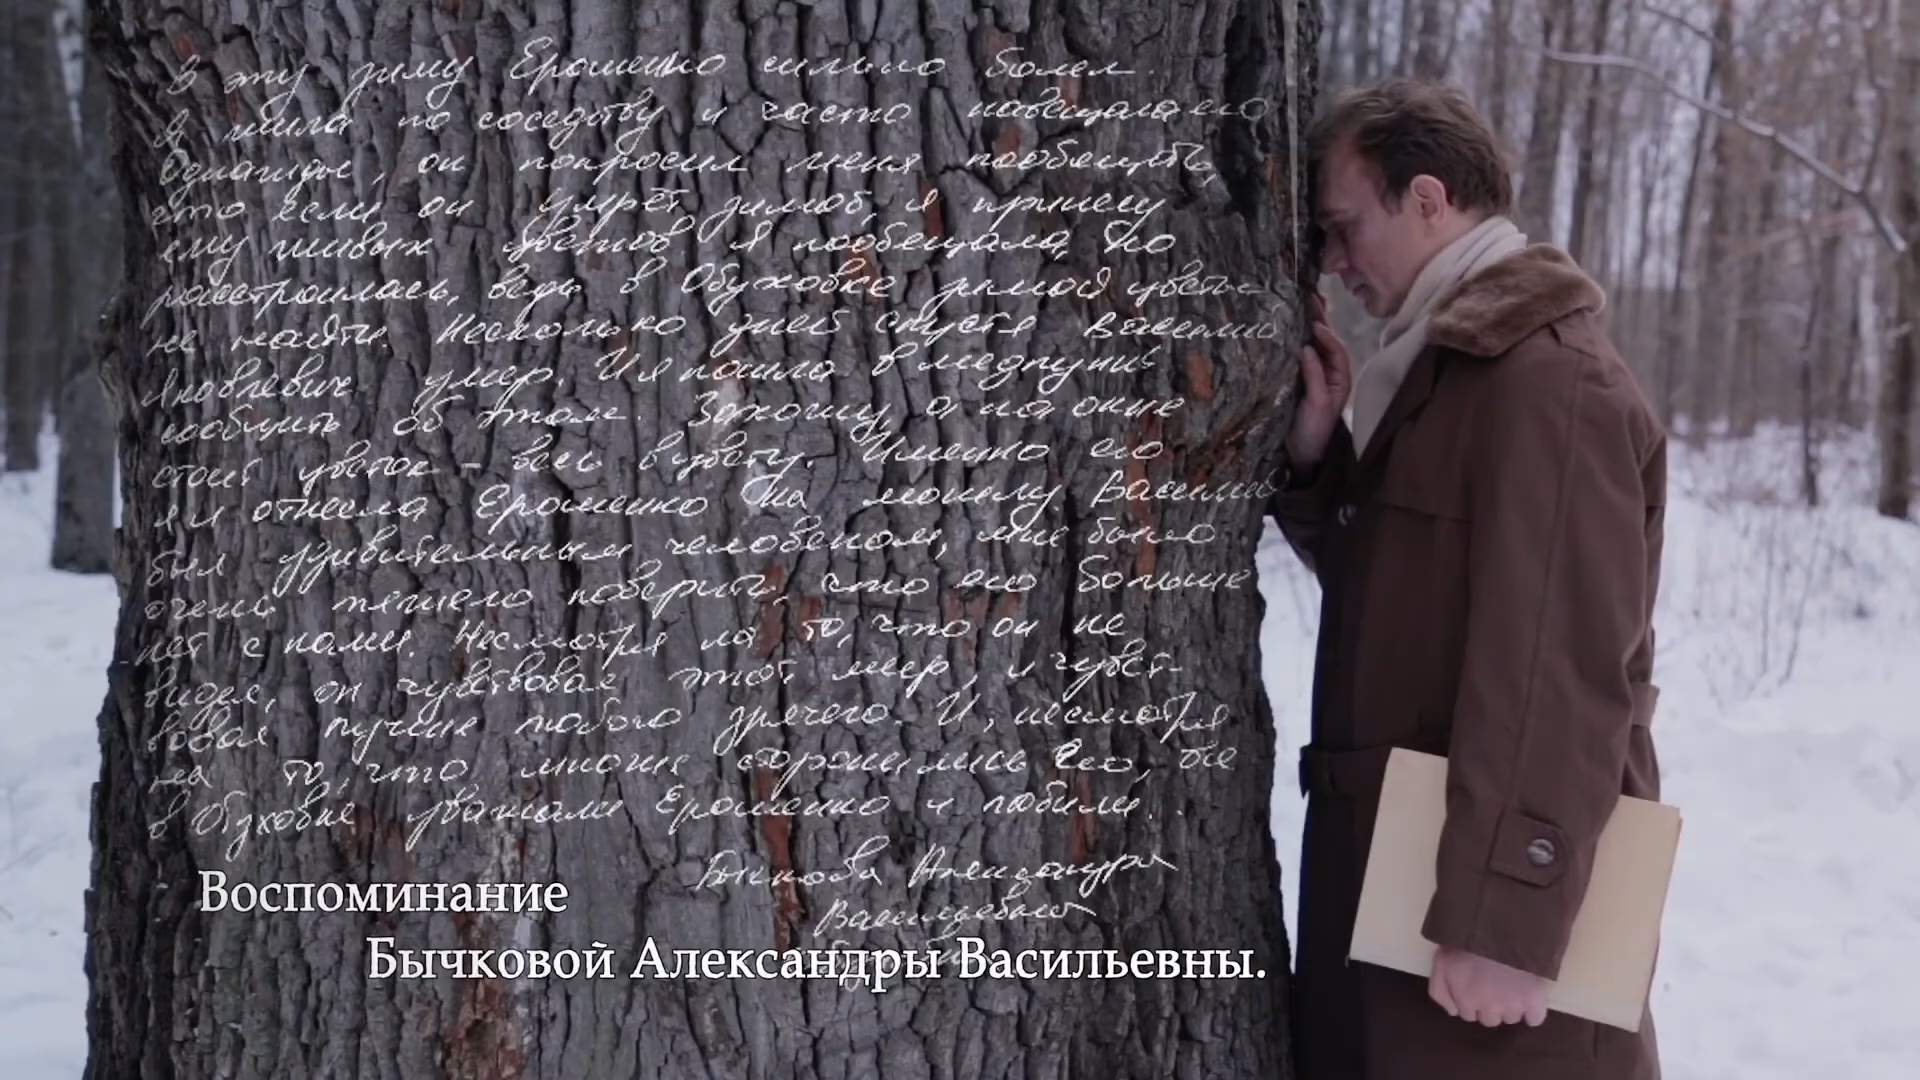 В эту зиму Ерошенко сильно болел.
Я жила по соседству и часто навещала его
Однажды, он попросил меня пообещать,
что если он умрёт зимой, я принесу
ему живых цветов. Я пообещала, но
расстроилась, ведь в Обуховке зимой цветы
не найти. Несколько дней спустя Василий
Яковлевич умер. И я пошла в медпункт
сообщить об этом. Захожу, а на окне
стоит цветок - весь в цвету. Именно его
я и отнесла Ерошенко на могилу. Василий
был удивительным человеком, мне было
очень тяжело поверить, что его больше
нет с нами. Несмотря на то, что он не
видел, он чувствовал этот мир, и чувст-
вовал лучше любого зрячего. И, несмотря
на то, что, многие сторонились его, все
в Обуховке уважали Ерошенко и любили...
Бычкова Александра
Васильевна
Воспоминание
Бычковой Александры Васильевны.